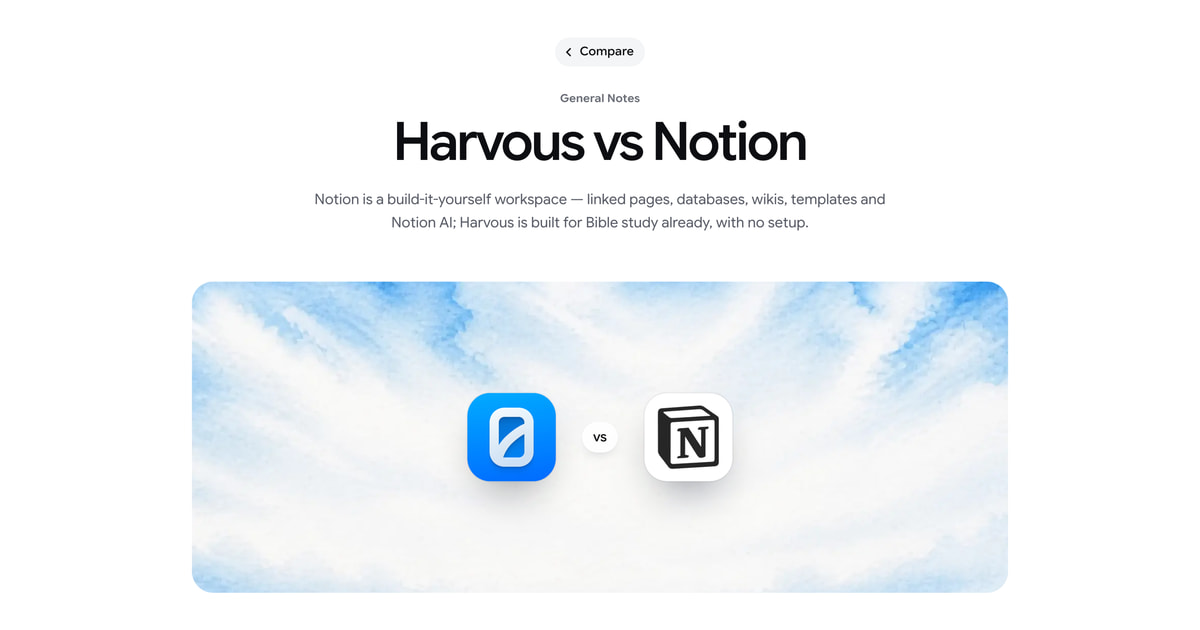 Compare
General Notes
Harvous vs Notion
Notion is a build-it-yourself workspace — linked pages, databases, wikis, templates and
Notion AI; Harvous is built for Bible study already, with no setup.
VS
N